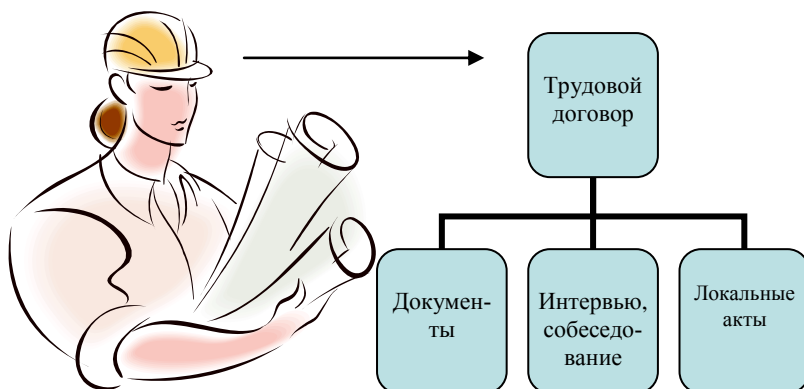 Трудовой
договор
Докумен-
ты
Интервью,
собеседо-
вание
Локальные
акты